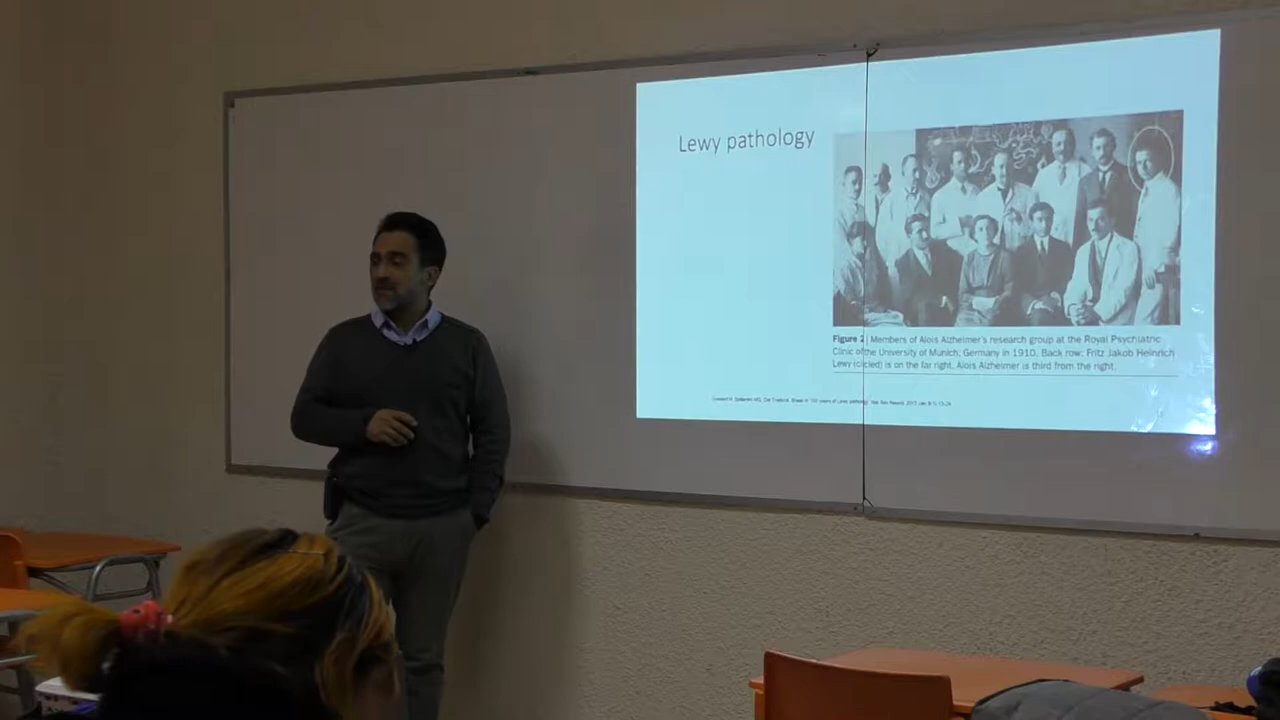 Lewy pathology
Figure 2 | Members of Alois Alzheimer's research group at the Royal Psychiatric
Clinic of the University of Munich, Germany in 1910. Back row: Fritz Jakob Heinrich
Lewy (circled) is on the far right, Alois Alzheimer is third from the right.